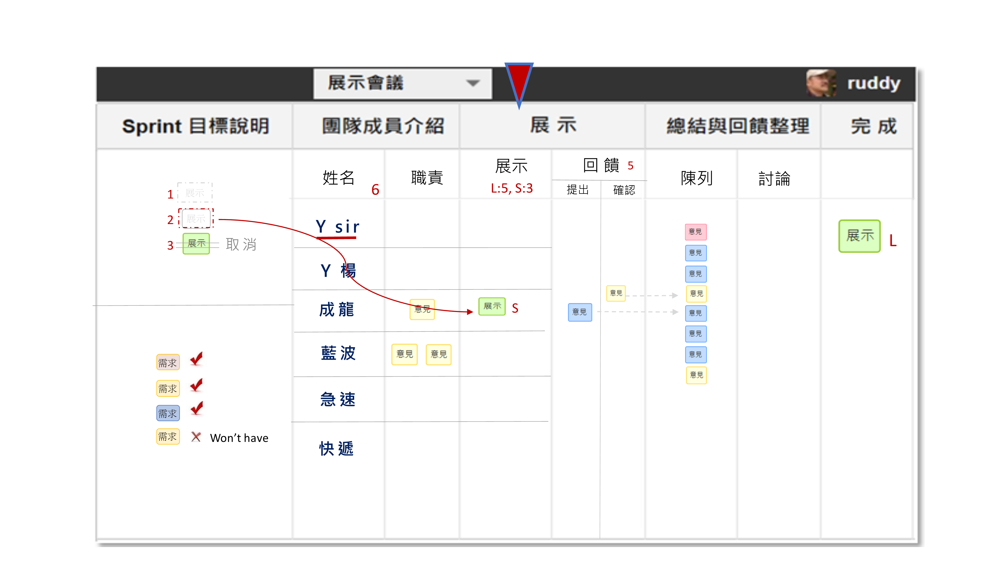 展示會議
ruddy
Sprint 目標說明
團隊成員介紹
展 示
總結與回饋整理
完 成
姓名
6
職責
展示
L:5, S:3
回 饋 5
提出
確認
陳列
討論
1 展示
2 展示
3 展示 取 消
需求
需求
需求
需求 Won't have
Y sir
Y 楊
成 龍
意見
展示 S
藍 波
意見 意見
急 速
快 遞
意見
意見
意見
意見
意見
意見
意見
意見
意見
意見
展示 L